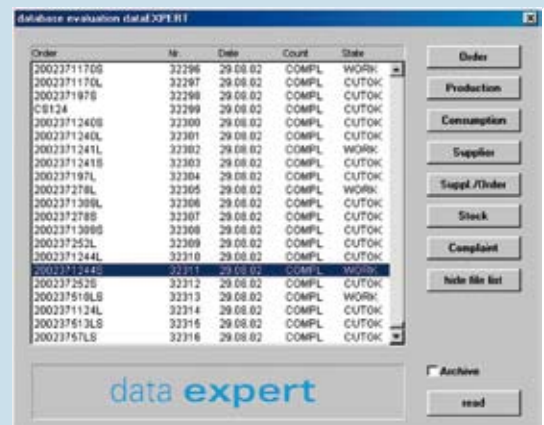 database evaluation dataEXPERT
Order Nr. Date Count State
2002371170S 32296 29.08.02 COMPL WORK
2002371170L 32297 29.08.02 COMPL CUTOK
200237197S 32298 29.08.02 COMPL CUTOK
CS124 32299 29.08.02 COMPL CUTOK
2002371240S 32300 29.08.02 COMPL CUTOK
2002371240L 32301 29.08.02 COMPL CUTOK
2002371241L 32302 29.08.02 COMPL WORK
2002371241S 32303 29.08.02 COMPL CUTOK
200237197L 32304 29.08.02 COMPL CUTOK
200237278L 32305 29.08.02 COMPL WORK
2002371309L 32306 29.08.02 COMPL CUTOK
200237278S 32307 29.08.02 COMPL CUTOK
2002371309S 32308 29.08.02 COMPL CUTOK
200237252L 32309 29.08.02 COMPL CUTOK
2002371244L 32310 29.08.02 COMPL CUTOK
2002371244S 32311 29.08.02 COMPL WORK
200237252S 32312 29.08.02 COMPL CUTOK
200237510LS 32313 29.08.02 COMPL WORK
2002371124L 32314 29.08.02 COMPL CUTOK
200237513LS 32315 29.08.02 COMPL CUTOK
20023757LS 32316 29.08.02 COMPL CUTOK
Order
Production
Consumption
Supplier
Suppl./Order
Stock
Complaint
hide file list
Archive
read
data expert